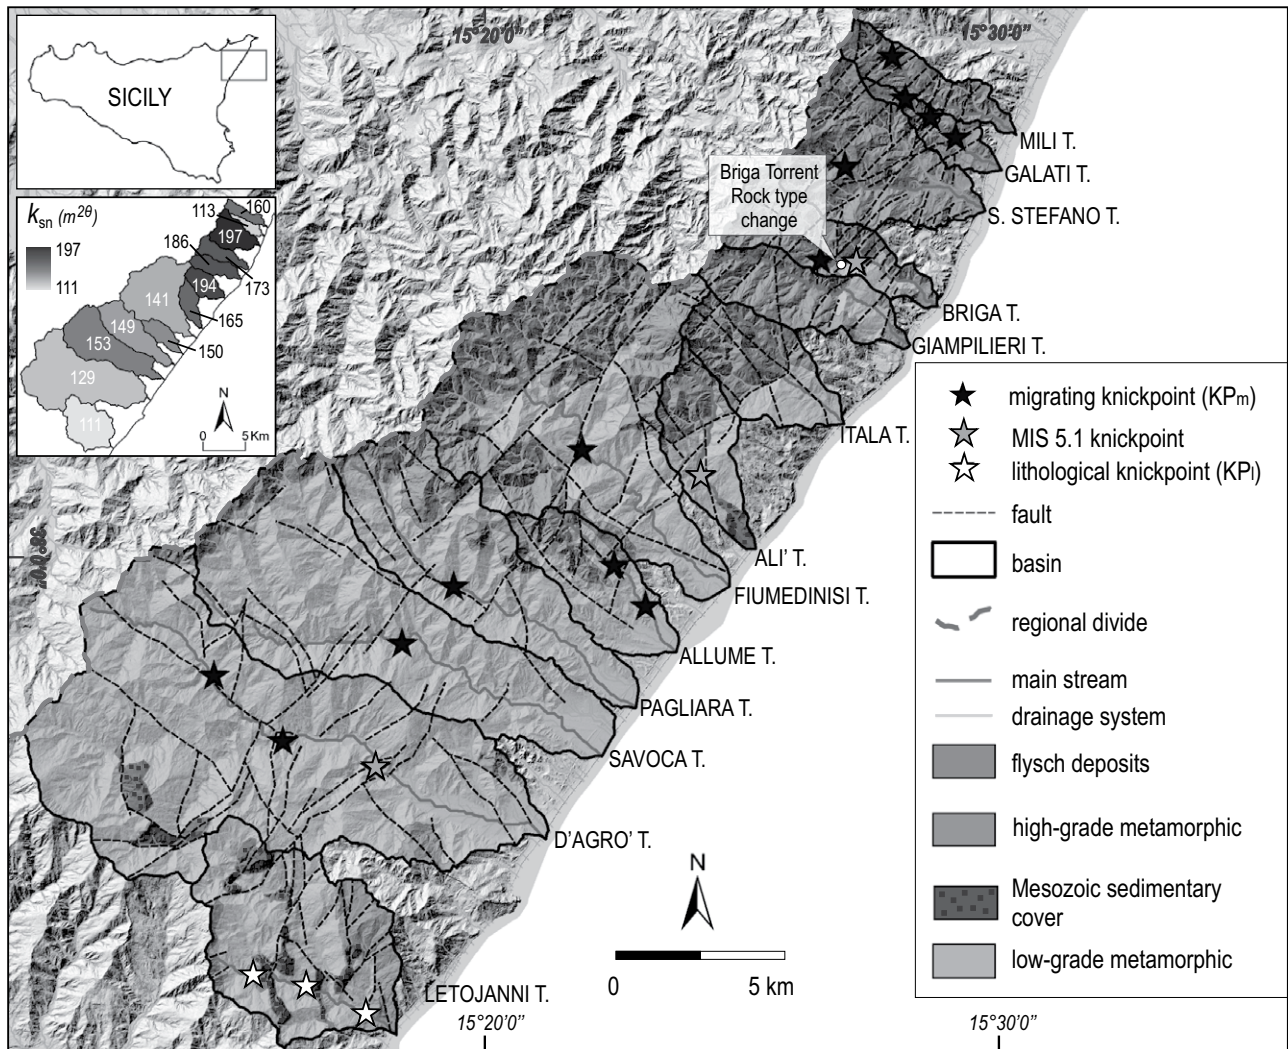 15°20'0"
15°30'0"
SICILY
MILI T.
GALATI T.
Briga Torrent
Rock type
change
S. STEFANO T.
ksn (m2θ)
197
111
113
160
197
186
173
194
141
165
149
150
153
129
111
N
0 5 Km
BRIGA T.
GIAMPILIERI T.
ITALA T.
ALI' T.
FIUMEDINISI T.
ALLUME T.
PAGLIARA T.
SAVOCA T.
D'AGRO' T.
LETOJANNI T.
38°0'0"
migrating knickpoint (KPm)
MIS 5.1 knickpoint
lithological knickpoint (KPl)
fault
basin
regional divide
main stream
drainage system
flysch deposits
high-grade metamorphic
Mesozoic sedimentary
cover
low-grade metamorphic
N
0 5 km
15°20'0"
15°30'0"